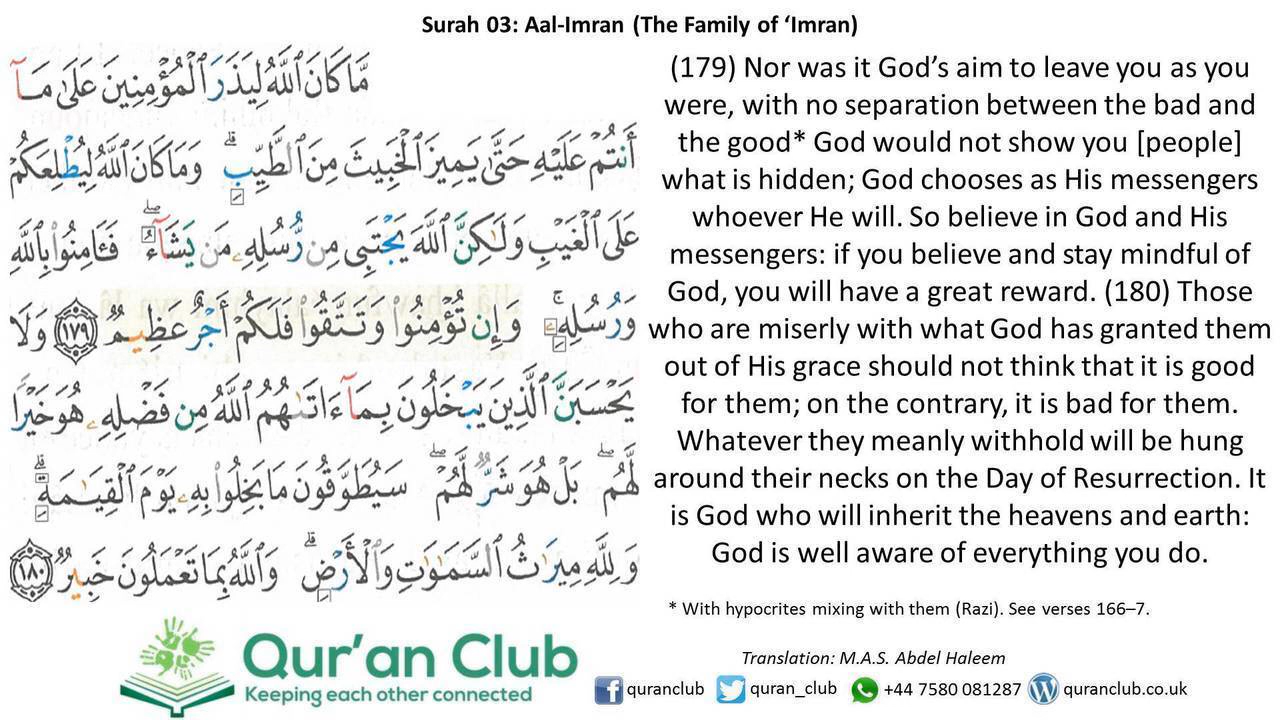 Surah 03: Aal-Imran (The Family of ‘Imran)
مَّا كَانَ ٱللَّهُ لِيَذَرَ ٱلْمُؤْمِنِينَ عَلَىٰ مَآ
أَنتُمْ عَلَيْهِ حَتَّىٰ يَمِيزَ ٱلْخَبِيثَ مِنَ ٱلطَّيِّبِ ۗ وَمَا كَانَ ٱللَّهُ لِيُطْلِعَكُمْ
عَلَى ٱلْغَيْبِ وَلَـٰكِنَّ ٱللَّهَ يَجْتَبِى مِن رُّسُلِهِۦ مَن يَشَآءُ ۖ فَـَٔامِنُوا۟ بِٱللَّهِ
وَرُسُلِهِۦ ۚ وَإِن تُؤْمِنُوا۟ وَتَتَّقُوا۟ فَلَكُمْ أَجْرٌ عَظِيمٌ ١٧٩ وَلَا
يَحْسَبَنَّ ٱلَّذِينَ يَبْخَلُونَ بِمَآ ءَاتَىٰهُمُ ٱللَّهُ مِن فَضْلِهِۦ هُوَ خَيْرًا
لَّهُم ۖ بَلْ هُوَ شَرٌّ لَّهُمْ ۖ سَيُطَوَّقُونَ مَا بَخِلُوا۟ بِهِۦ يَوْمَ ٱلْقِيَـٰمَةِ ۗ
وَلِلَّهِ مِيرَٰثُ ٱلسَّمَـٰوَٰتِ وَٱلْأَرْضِ ۗ وَٱللَّهُ بِمَا تَعْمَلُونَ خَبِيرٌ ١٨٠
(179) Nor was it God’s aim to leave you as you
were, with no separation between the bad and
the good* God would not show you [people]
what is hidden; God chooses as His messengers
whoever He will. So believe in God and His
messengers: if you believe and stay mindful of
God, you will have a great reward. (180) Those
who are miserly with what God has granted them
out of His grace should not think that it is good
for them; on the contrary, it is bad for them.
Whatever they meanly withhold will be hung
around their necks on the Day of Resurrection. It
is God who will inherit the heavens and earth:
God is well aware of everything you do.
* With hypocrites mixing with them (Razi). See verses 166–7.
Qur’an Club
Keeping each other connected
Translation: M.A.S. Abdel Haleem
quranclub quran_club +44 7580 081287 quranclub.co.uk